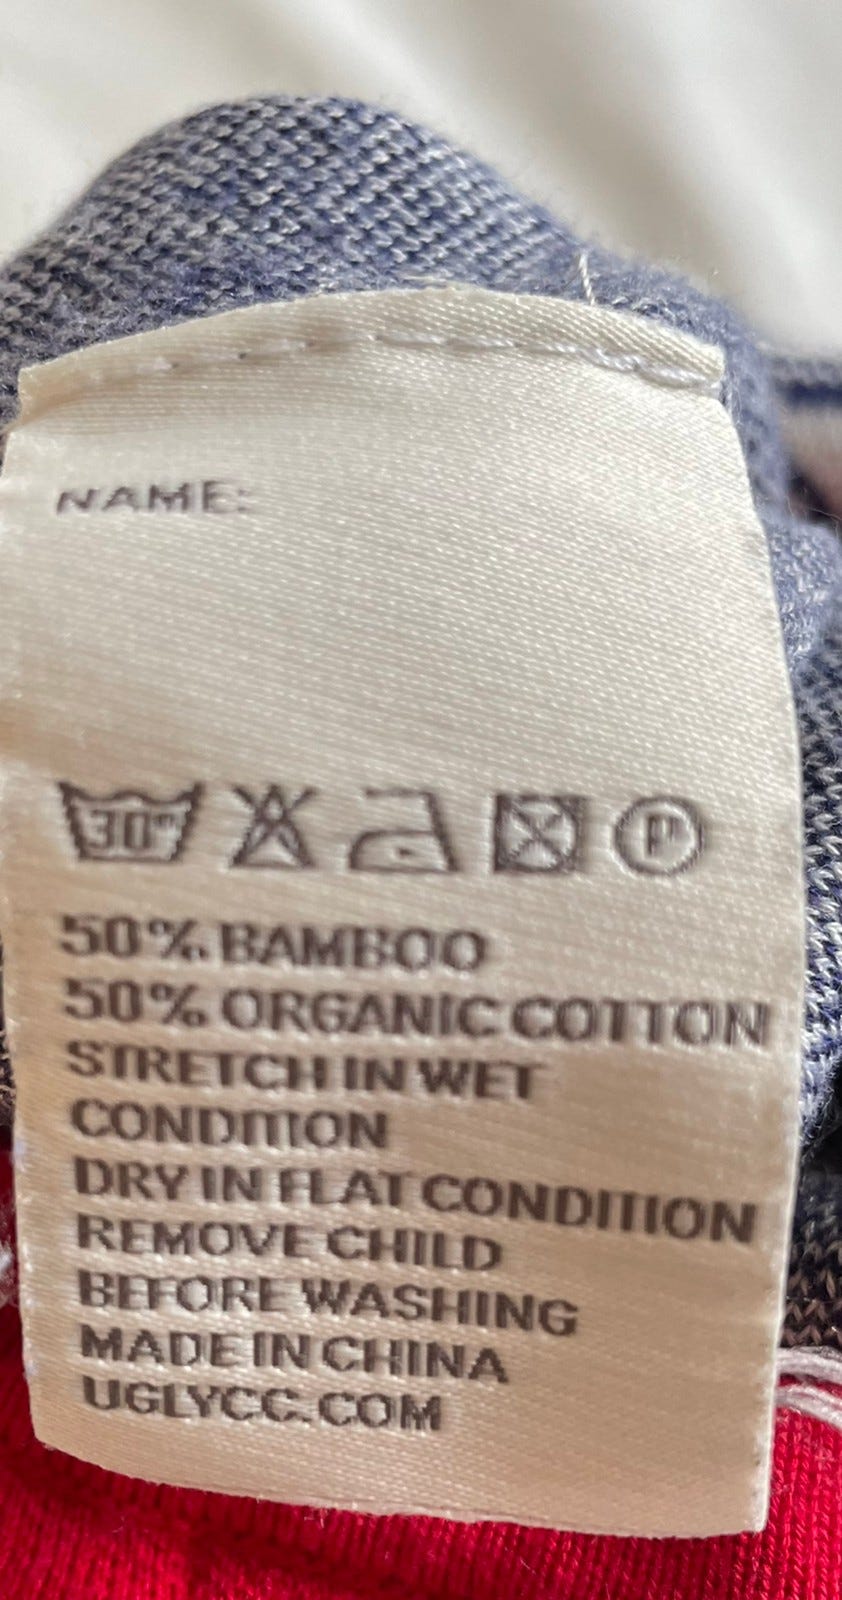 NAME:
30°
P
50% BAMBOO
50% ORGANIC COTTON
STRETCH IN WET
CONDITION
DRY IN FLAT CONDITION
REMOVE CHILD
BEFORE WASHING
MADE IN CHINA
UGLYCC.COM